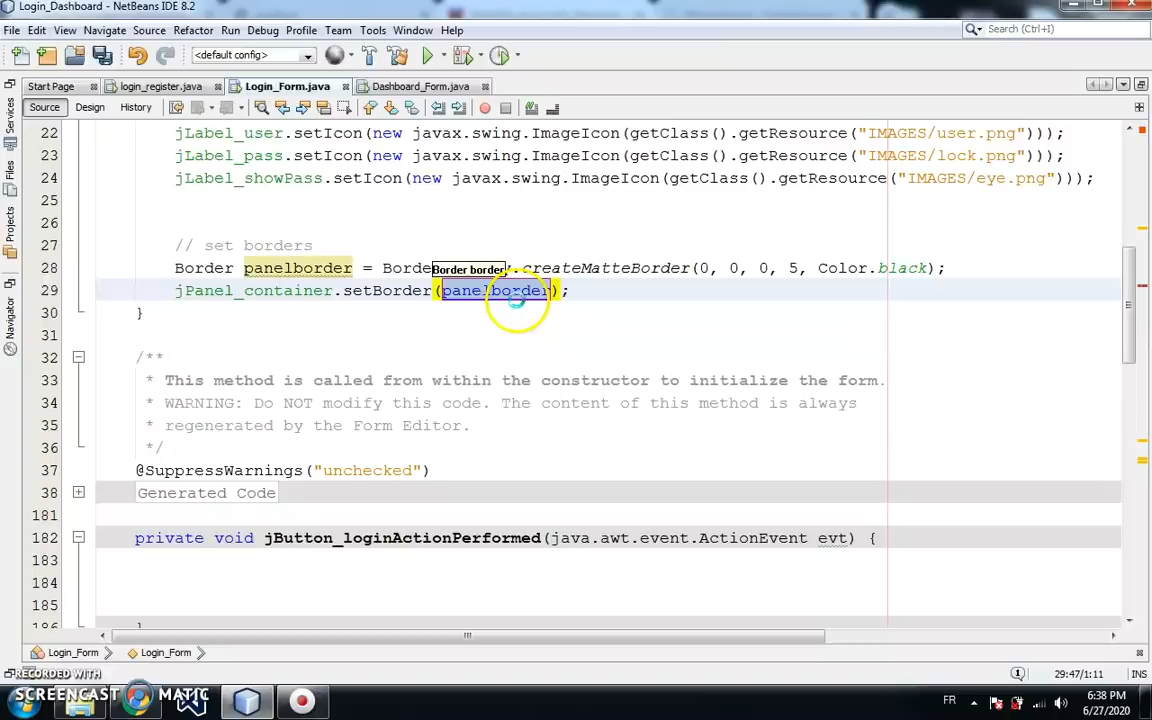 Login_Dashboard - NetBeans IDE 8.2
File Edit View Navigate Source Refactor Run Debug Profile Team Tools Window Help
Search (Ctrl+I)
<default config>
Start Page login_register.java Login_Form.java Dashboard_Form.java
Source Design History
Services
Files
Projects
Navigator
22 jLabel_user.setIcon(new javax.swing.ImageIcon(getClass().getResource("IMAGES/user.png")));
23 jLabel_pass.setIcon(new javax.swing.ImageIcon(getClass().getResource("IMAGES/lock.png")));
24 jLabel_showPass.setIcon(new javax.swing.ImageIcon(getClass().getResource("IMAGES/eye.png")));
25
26
27 // set borders
Border border
28 Border panelborder = Borde createMatteBorder(0, 0, 0, 5, Color.black);
29 jPanel_container.setBorder(panelborder);
30 }
31
32 /**
33 * This method is called from within the constructor to initialize the form.
34 * WARNING: Do NOT modify this code. The content of this method is always
35 * regenerated by the Form Editor.
36 */
37 @SuppressWarnings("unchecked")
38 Generated Code
181
182 private void jButton_loginActionPerformed(java.awt.event.ActionEvent evt) {
183
184
185
186 }
Login_Form Login_Form
29:47/1:11 INS
RECORDED WITH
SCREENCAST MATIC
FR
6:38 PM
6/27/2020